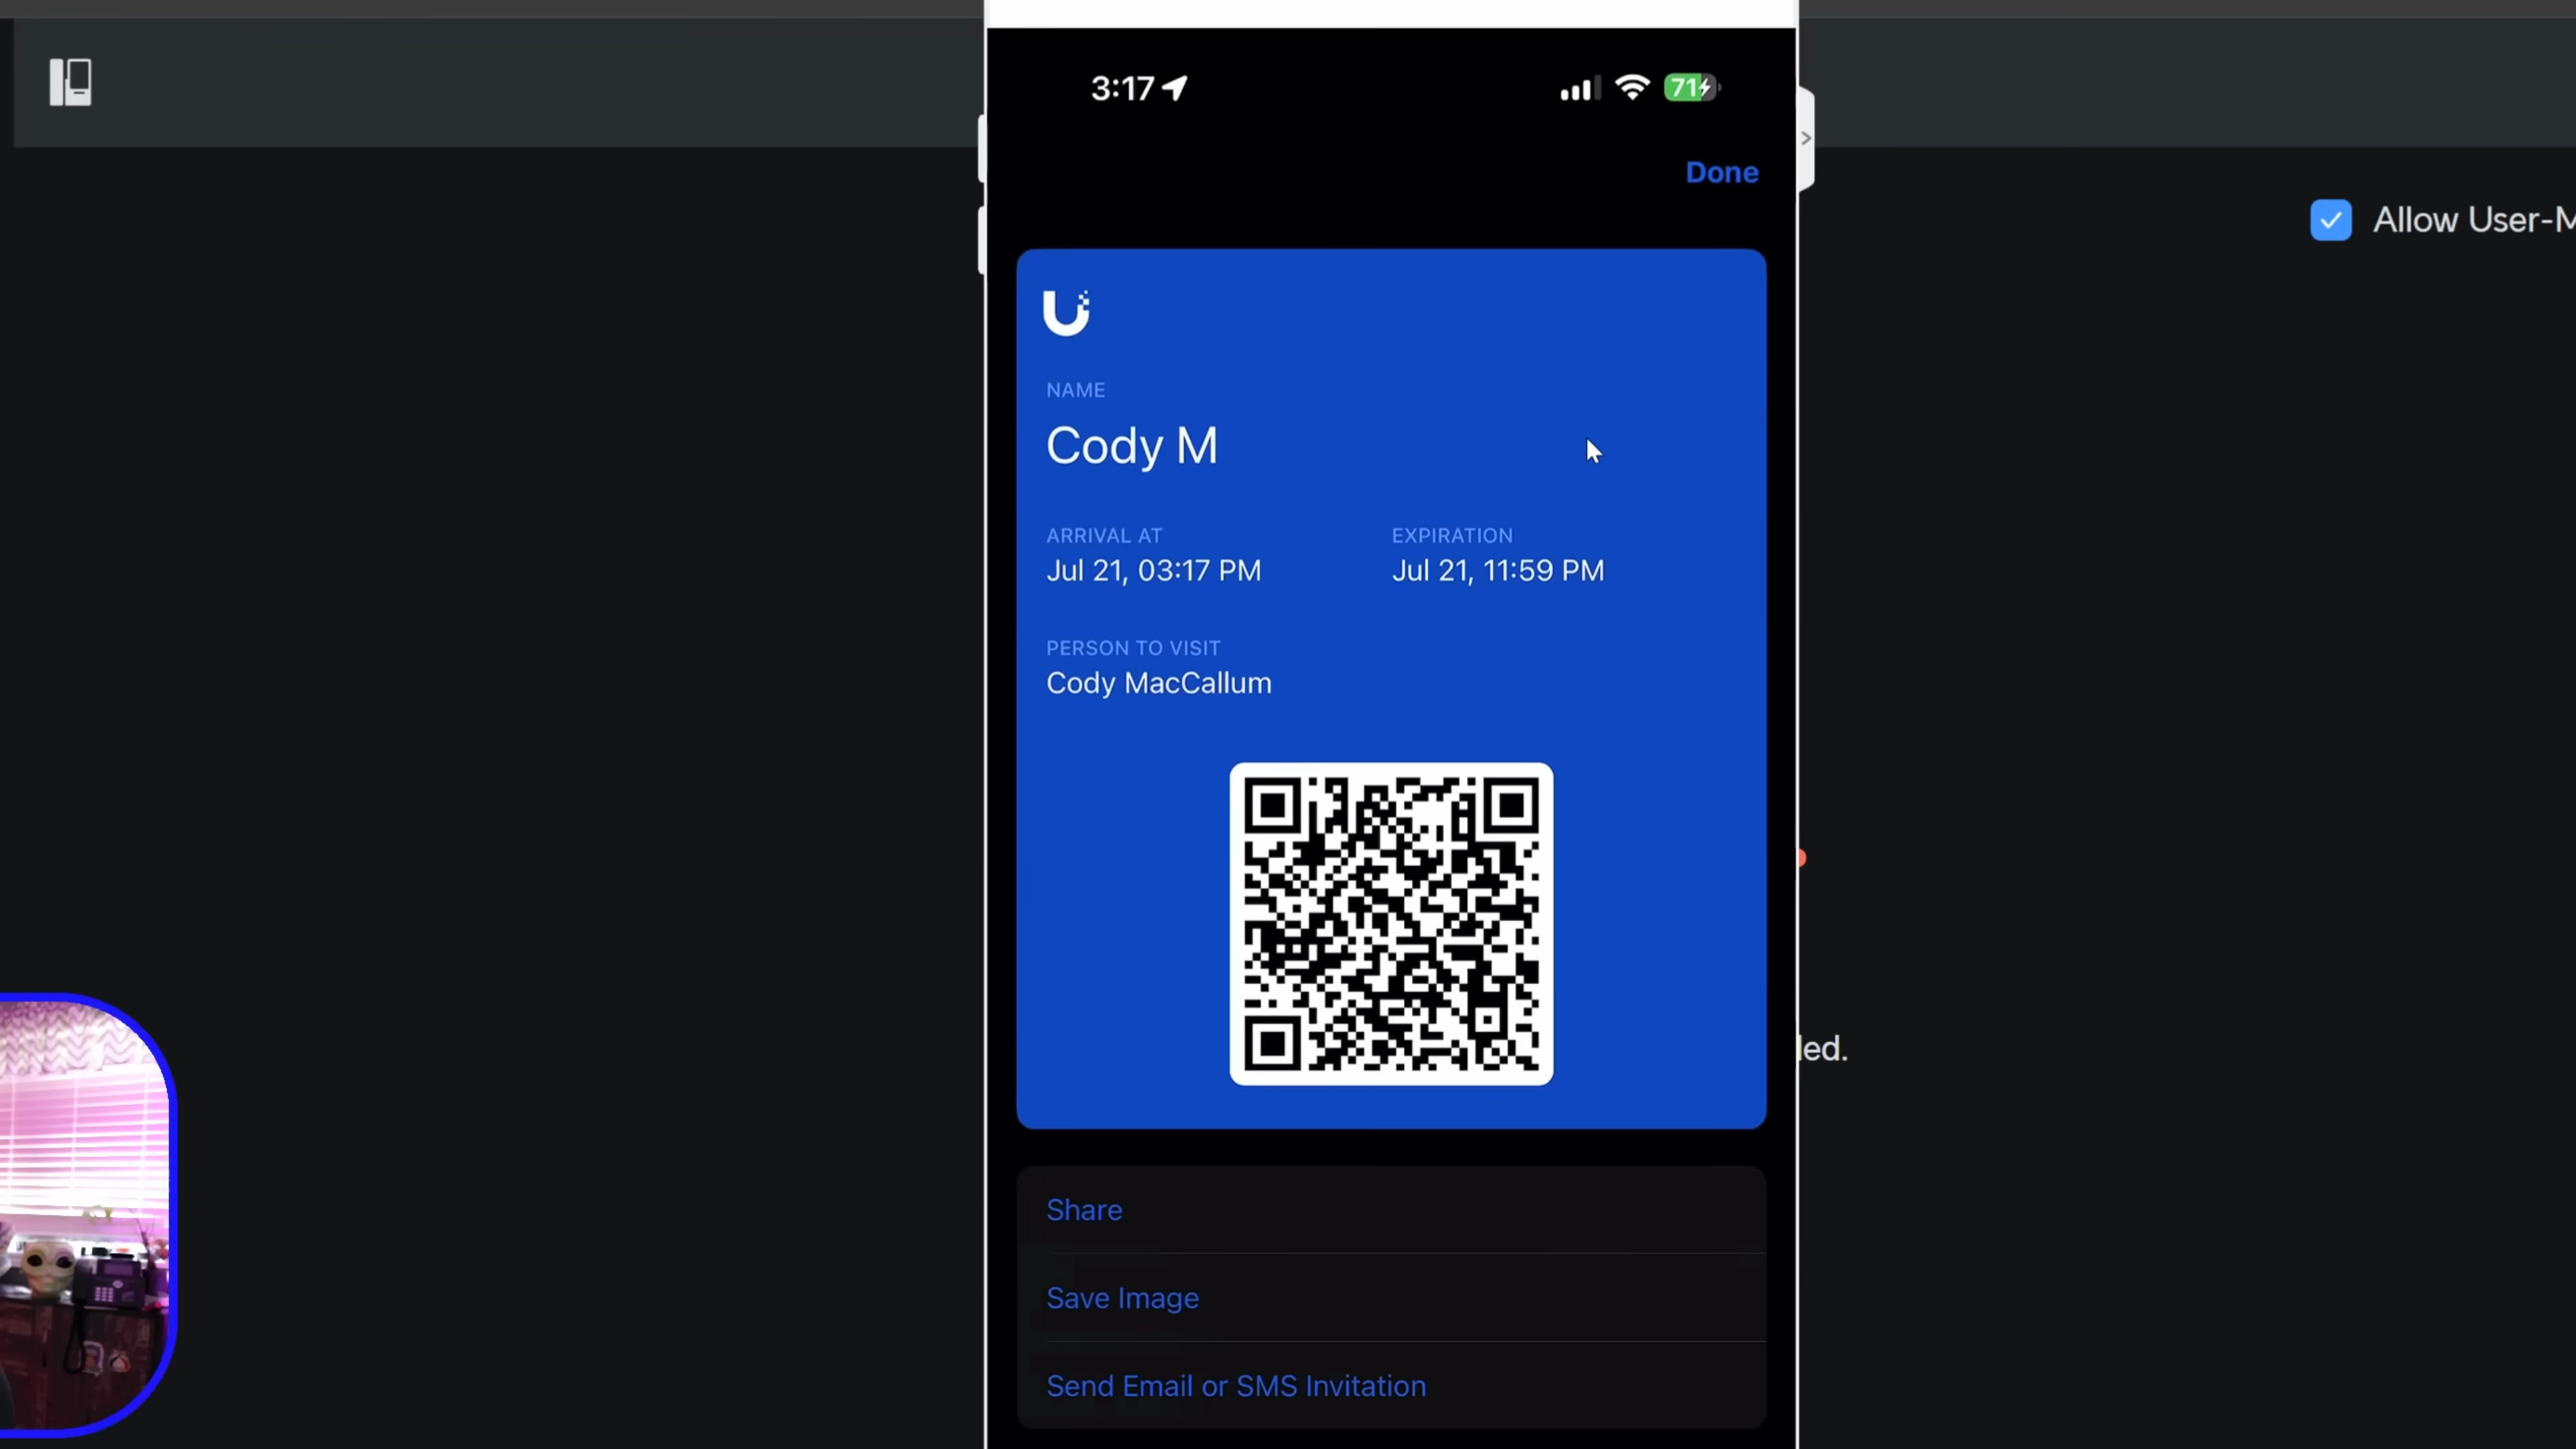 3:17
71
Done
Allow User-M
NAME
Cody M
ARRIVAL AT
Jul 21, 03:17 PM
EXPIRATION
Jul 21, 11:59 PM
PERSON TO VISIT
Cody MacCallum
led.
Share
Save Image
Send Email or SMS Invitation